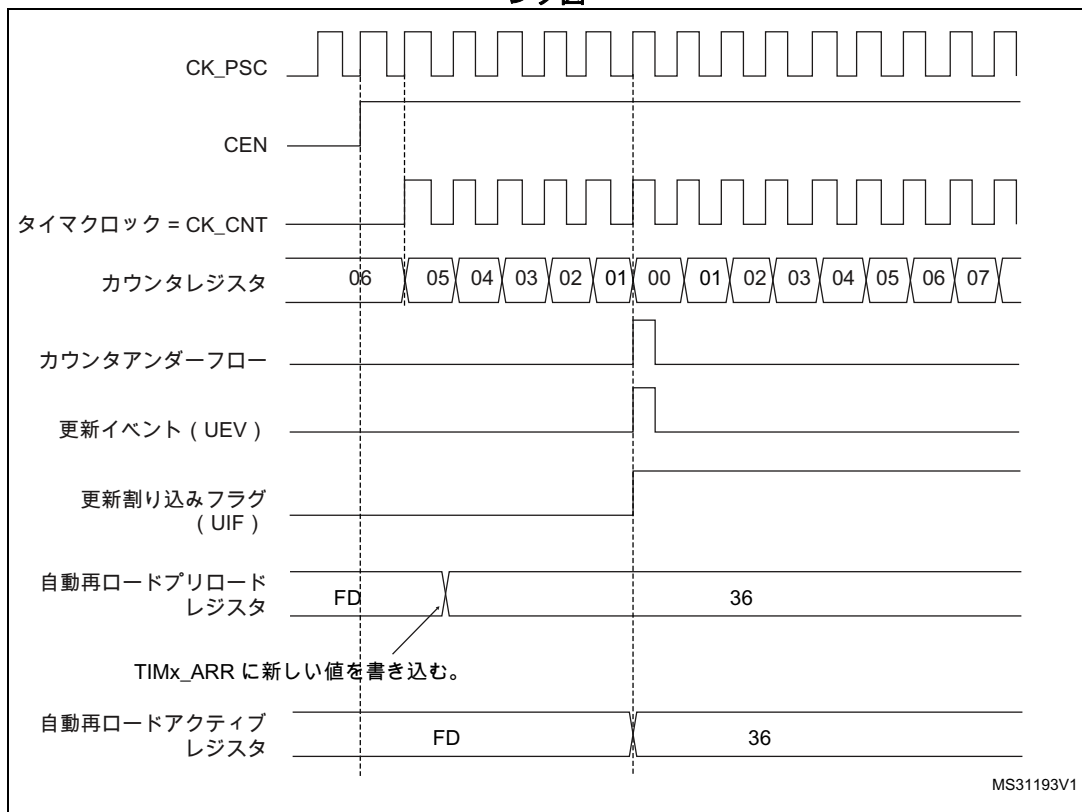 CK_PSC
CEN
タイマクロック = CK_CNT
カウンタレジスタ 06 05 04 03 02 01 00 01 02 03 04 05 06 07
カウンタアンダーフロー
更新イベント ( UEV )
更新割り込みフラグ
( UIF )
自動再ロードプリロード
レジスタ
FD 36
TIMx_ARR に新しい値を書き込む。
自動再ロードアクティブ
レジスタ
FD 36
MS31193V1